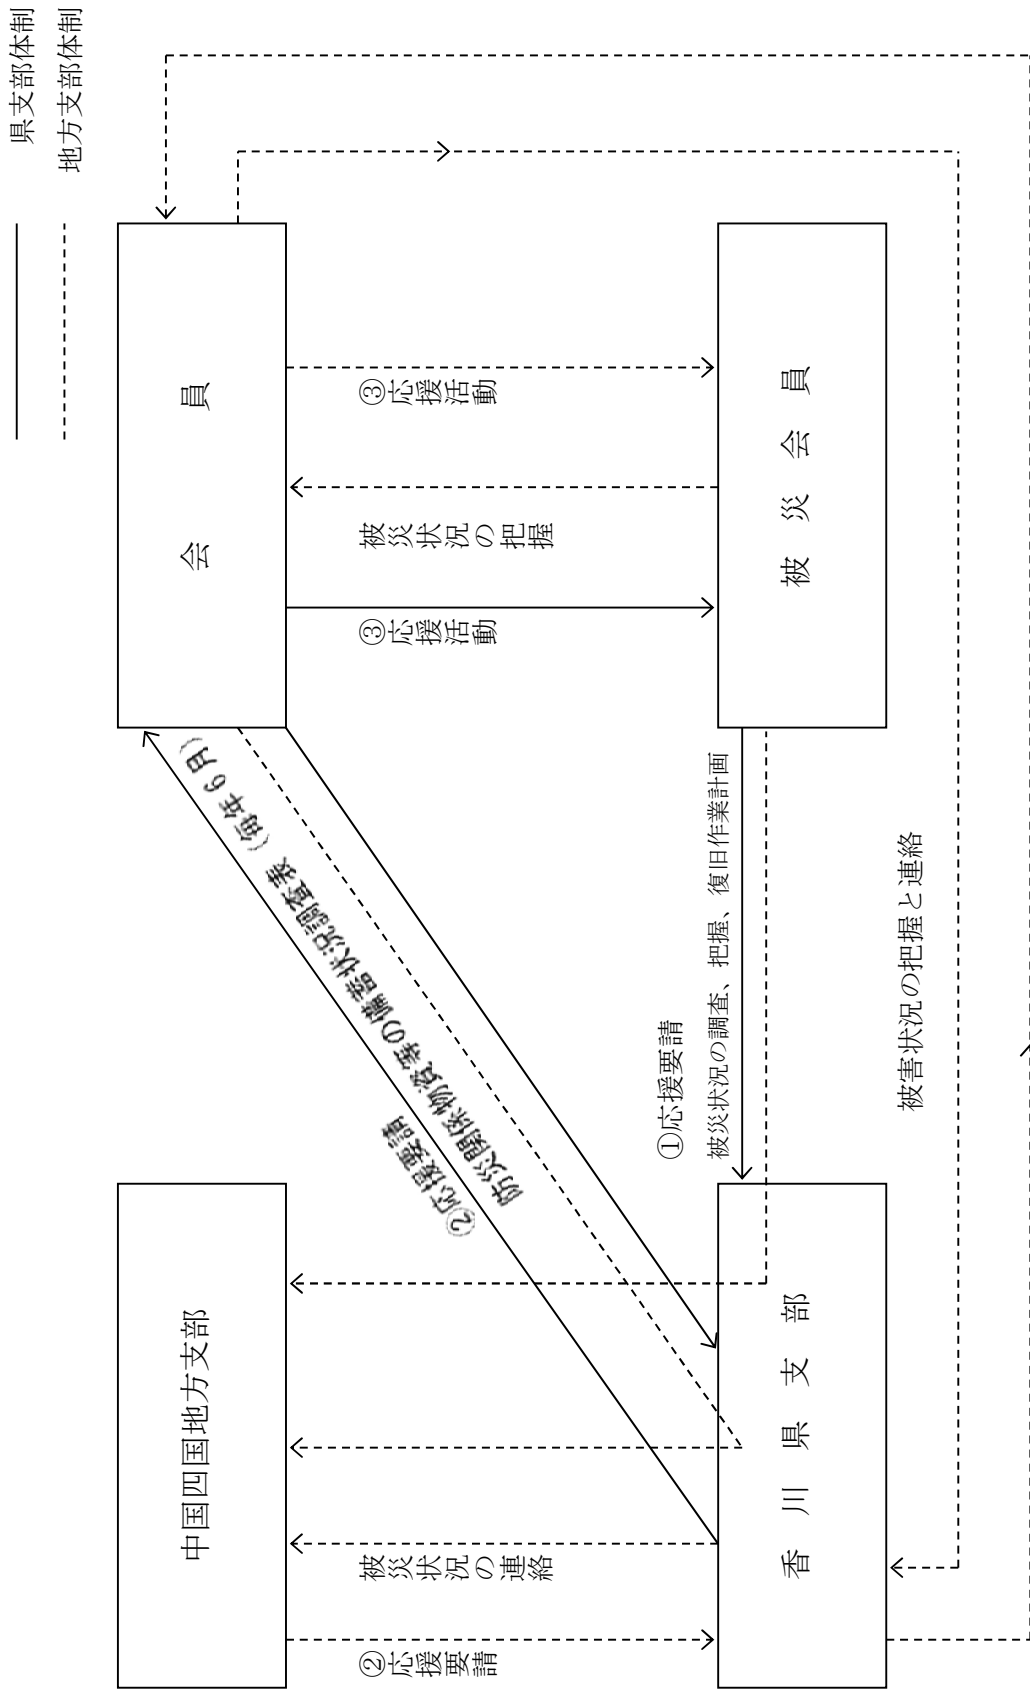 県支部体制
地方支部体制
中国四国地方支部
会員
②応援要請
防災関係物資等の備蓄状況調査表（毎年６月）
②応援要請
被災状況の連絡
③応援活動
被災状況の把握
③応援活動
①応援要請
被災状況の調査、把握、復旧作業計画
香川県支部
被災会員
被害状況の把握と連絡